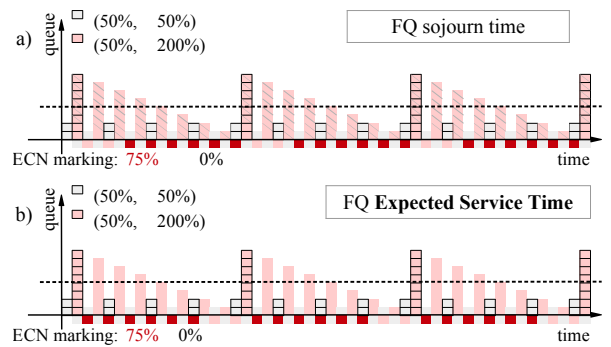 a)
queue
(50%, 50%)
(50%, 200%)
FQ sojourn time
ECN marking: 75% 0%
time
b)
queue
(50%, 50%)
(50%, 200%)
FQ Expected Service Time
ECN marking: 75% 0%
time